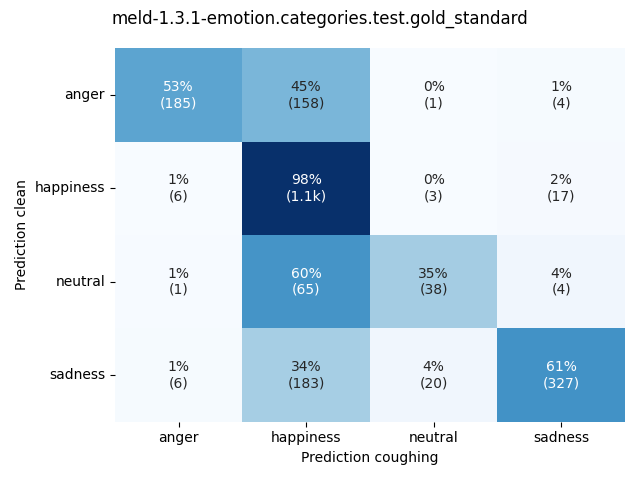 meld-1.3.1-emotion.categories.test.gold_standard
Prediction clean
anger
53% 45% 0% 1%
(185) (158) (1) (4)
happiness
1% 98% 0% 2%
(6) (1.1k) (3) (17)
neutral
1% 60% 35% 4%
(1) (65) (38) (4)
sadness
1% 34% 4% 61%
(6) (183) (20) (327)
anger happiness neutral sadness
Prediction coughing